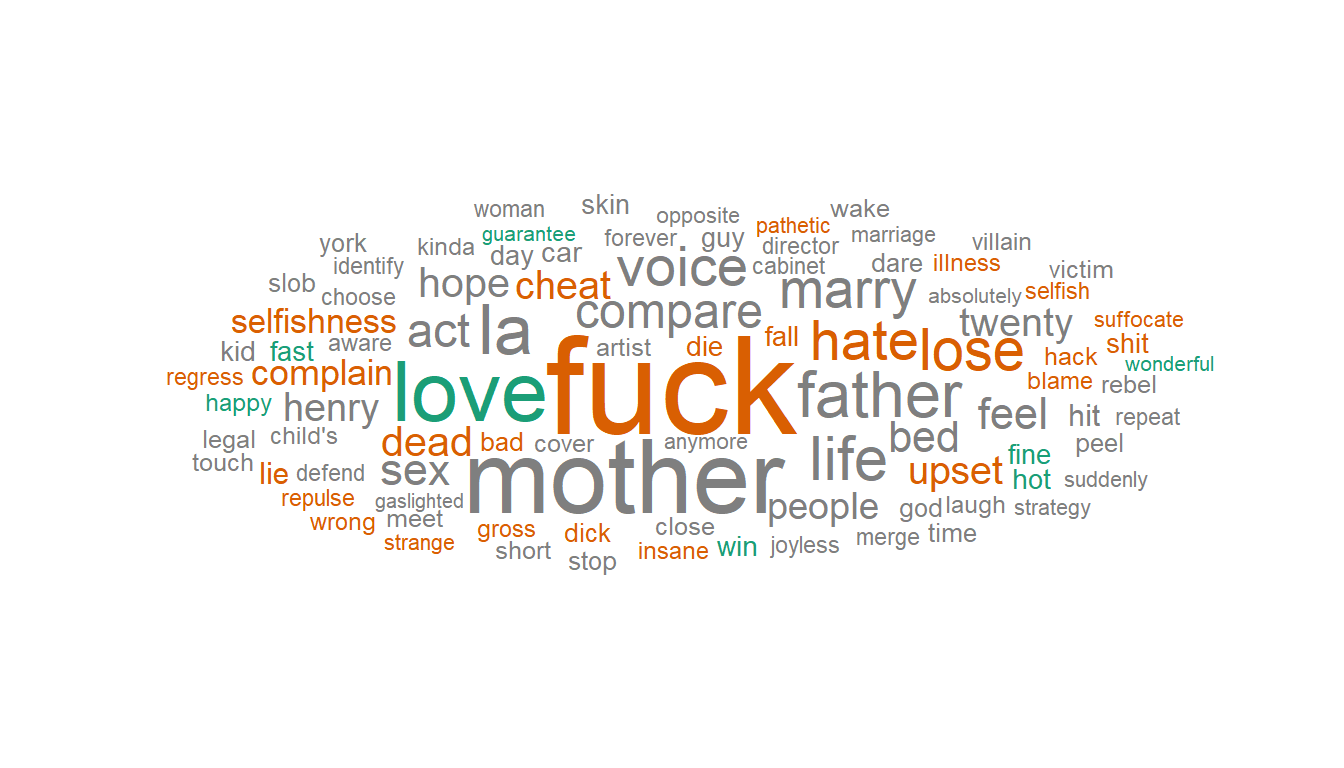 woman skin opposite wake
york kinda guarantee forever guy pathetic director marriage villain
slob identify day car voice cabinet dare illness victim
choose hope cheat compare marry absolutely selfish
selfishness act la artist die fall hate lose twenty suffocate
kid fast aware hack shit
regress complain love fuck father blame rebel wonderful
happy henry feel hit repeat
legal child's dead bad cover anymore life bed peel
touch lie defend sex mother upset fine hot suddenly
repulse gaslighted people god laugh strategy
wrong meet gross dick close merge time
strange short stop insane win joyless